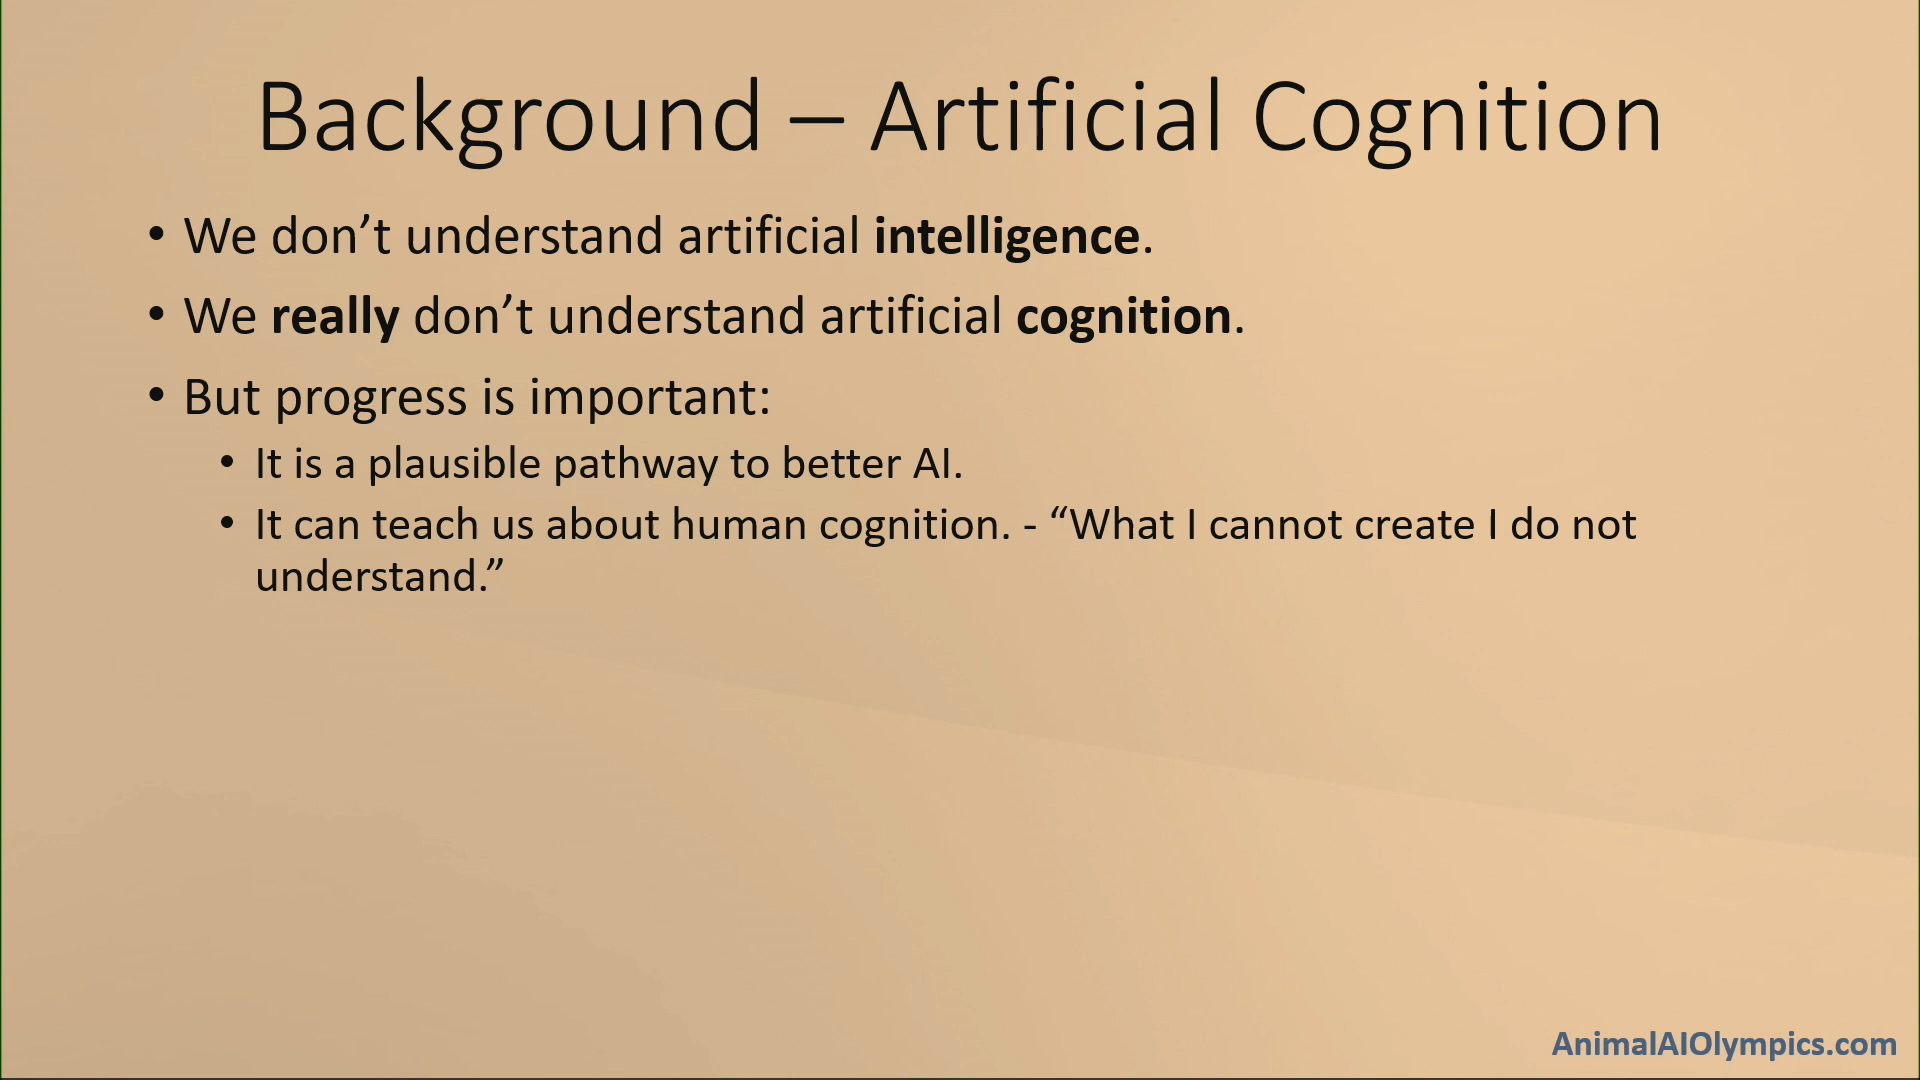 Background – Artificial Cognition
• We don’t understand artificial intelligence.
• We really don’t understand artificial cognition.
• But progress is important:
• It is a plausible pathway to better AI.
• It can teach us about human cognition. - “What I cannot create I do not
understand.”
AnimalAIOlympics.com